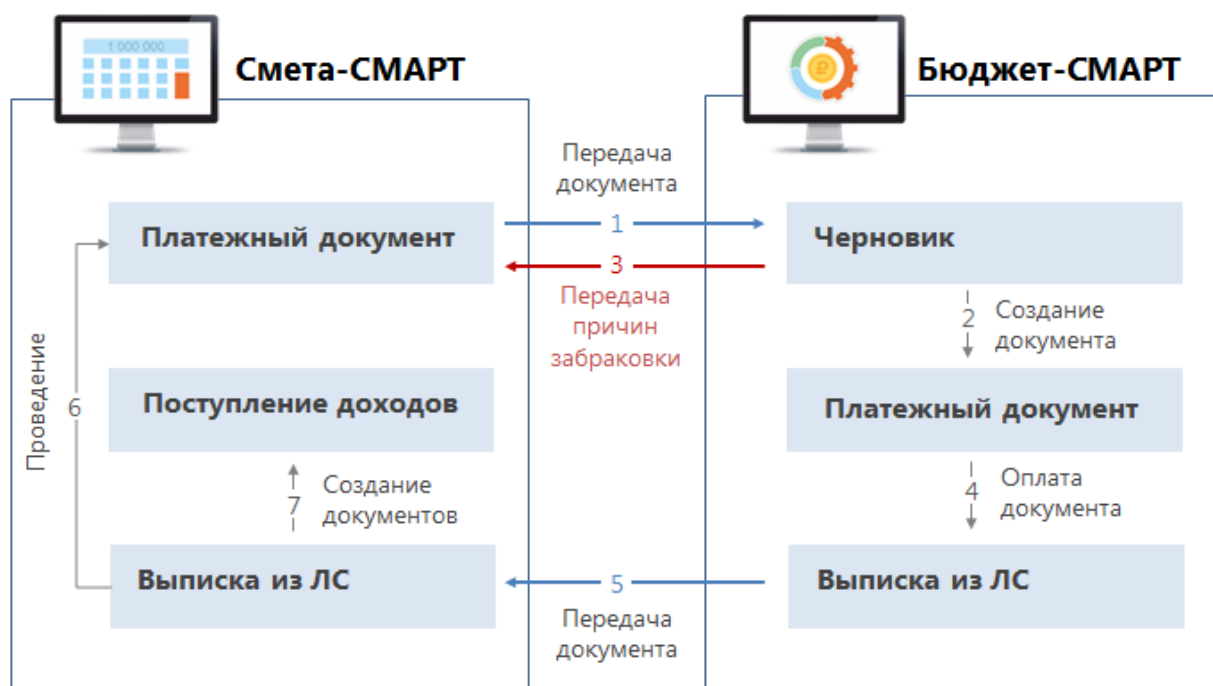 1 000 000
Смета-СМАРТ
Бюджет-СМАРТ
₽
Передача
документа
Платежный документ
1
Черновик
3
Передача
причин
забраковки
2
Создание
документа
Проведение
6
Поступление доходов
Платежный документ
7
Создание
документов
4
Оплата
документа
Выписка из ЛС
5
Выписка из ЛС
Передача
документа